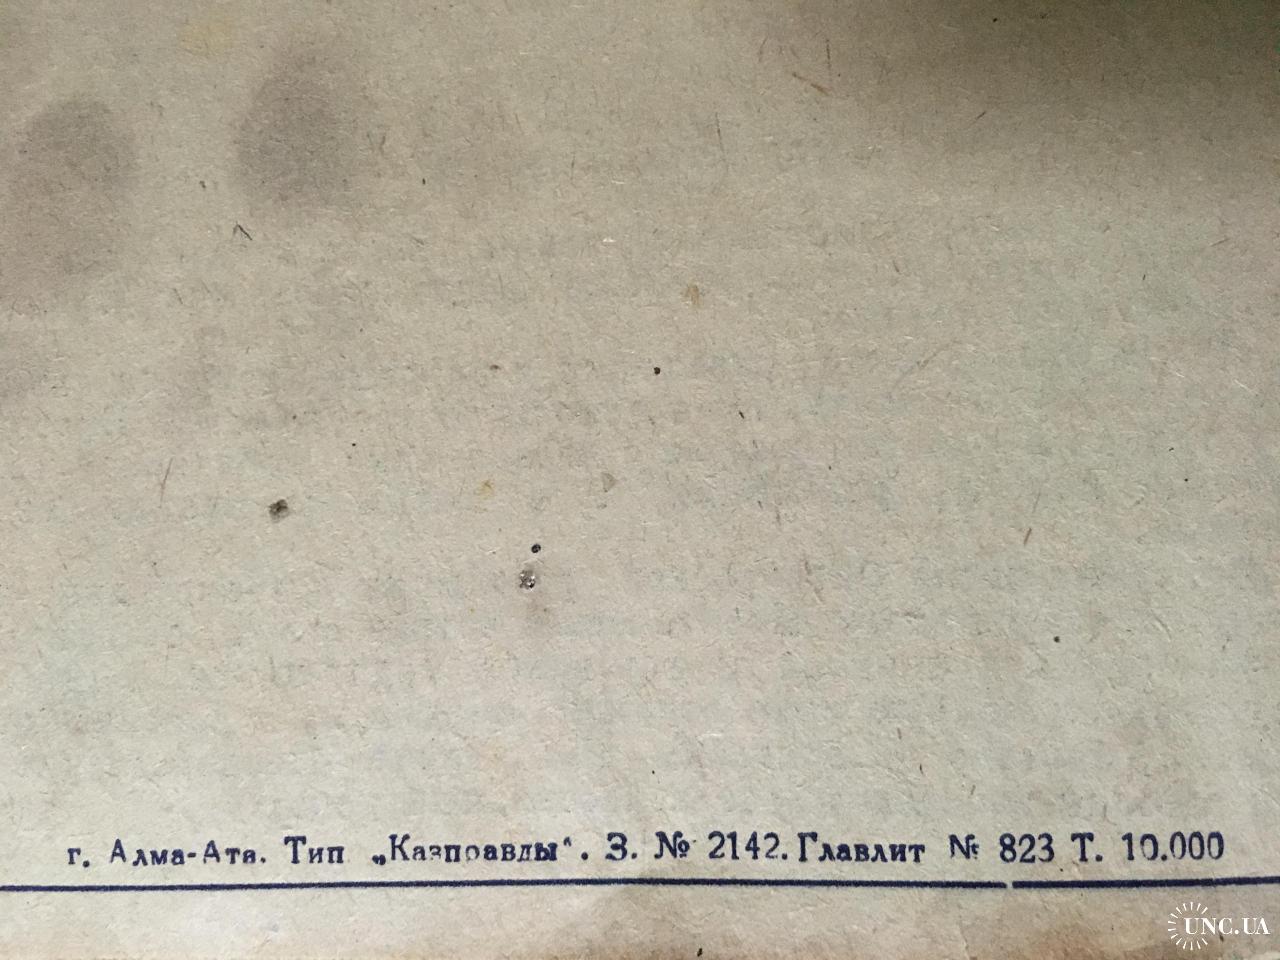 г. Алма-Ата. Тип „Казправды“. З. № 2142. Главлит № 823 Т. 10.000
UNC.UA